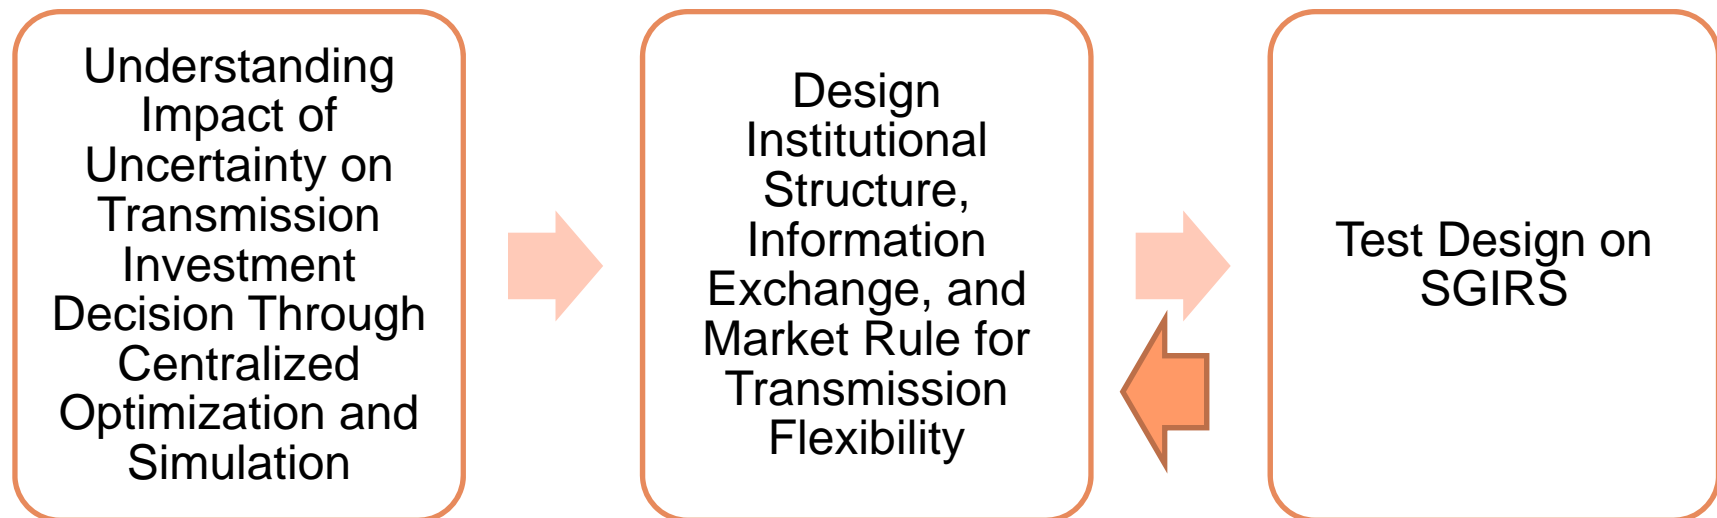 Understanding
Impact of
Uncertainty on
Transmission
Investment
Decision Through
Centralized
Optimization and
Simulation
Design
Institutional
Structure,
Information
Exchange, and
Market Rule for
Transmission
Flexibility
Test Design on
SGIRS